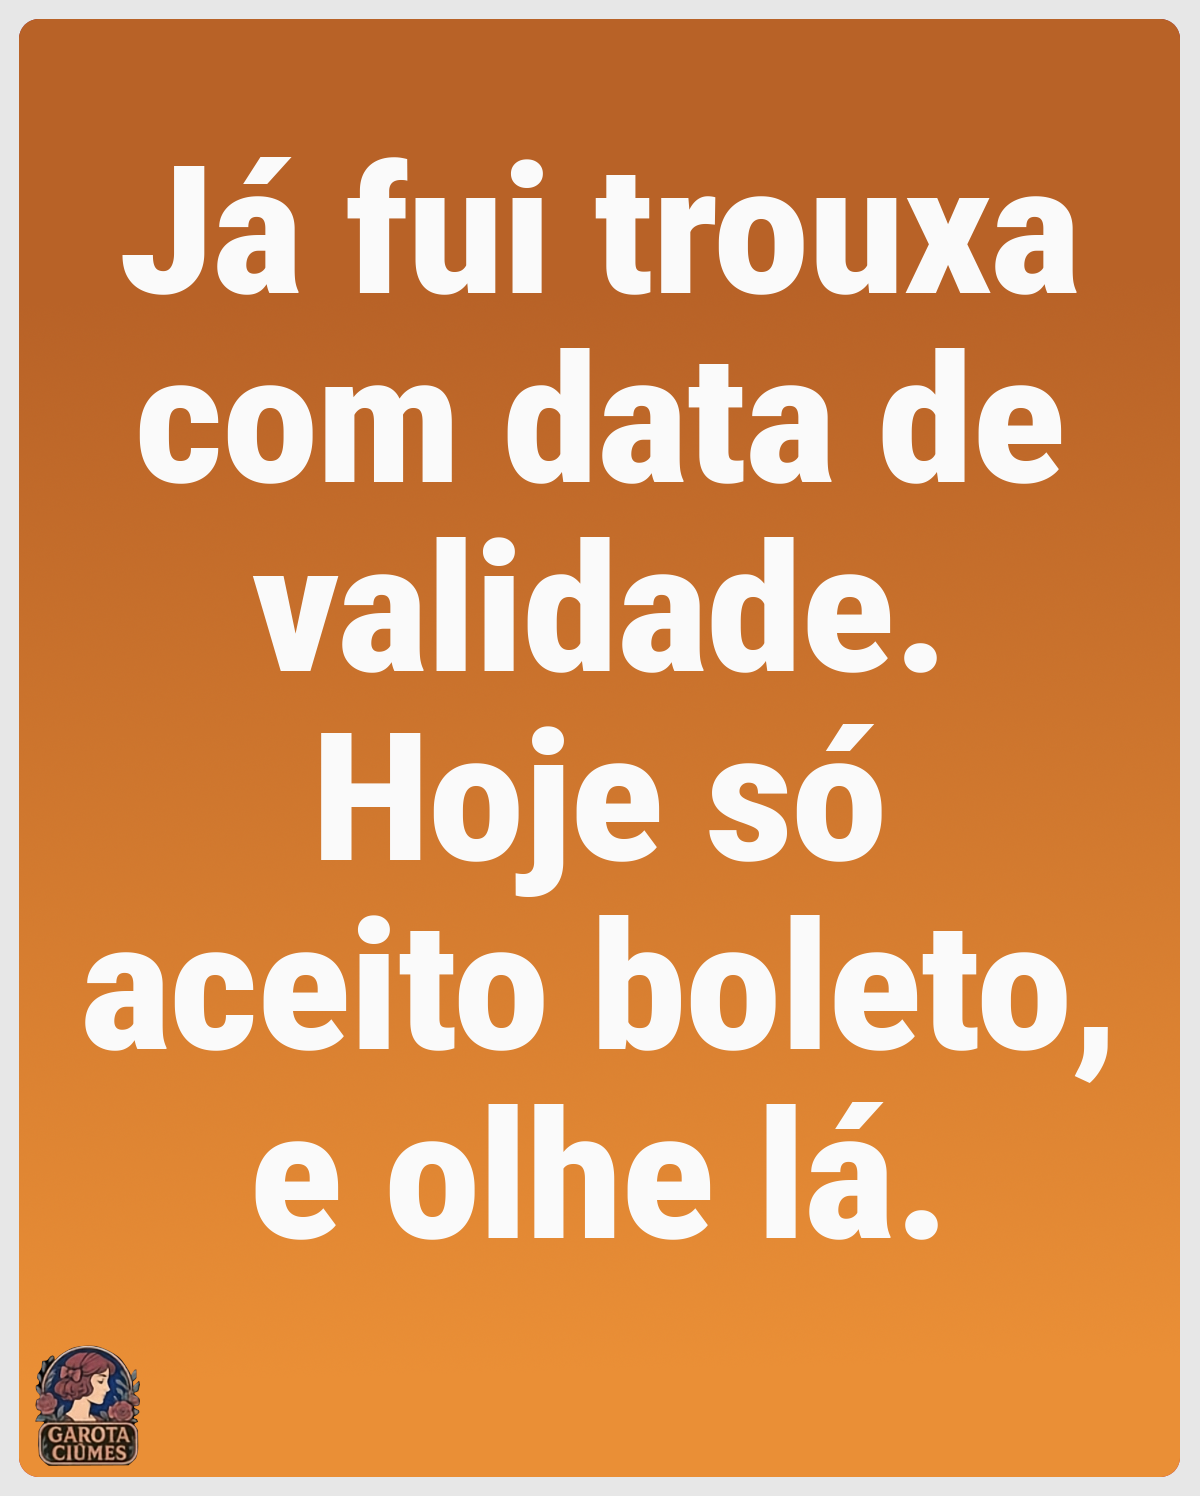 Já fui trouxa
com data de
validade.
Hoje só
aceito boleto,
e olhe lá.
GAROTA
CIÚMES